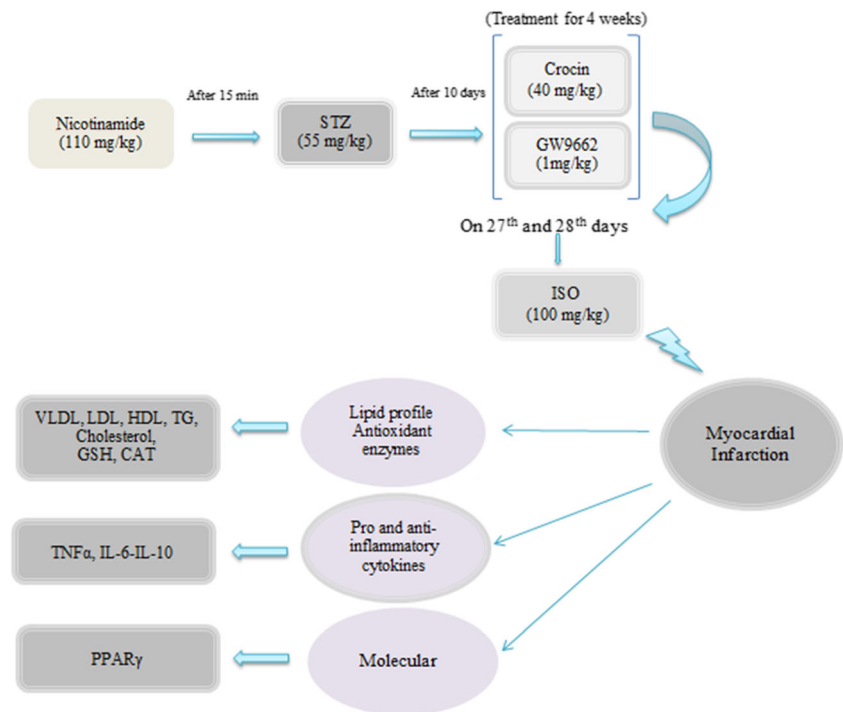 (Treatment for 4 weeks)
Crocin
(40 mg/kg)
After 15 min
After 10 days
Nicotinamide
(110 mg/kg)
STZ
(55 mg/kg)
GW9662
(1mg/kg)
On 27th and 28th days
ISO
(100 mg/kg)
Myocardial
Infarction
Lipid profile
Antioxidant
enzymes
VLDL, LDL, HDL, TG,
Cholesterol,
GSH, CAT
Pro and anti-
inflammatory
cytokines
TNFα, IL-6-IL-10
Molecular
PPARγ